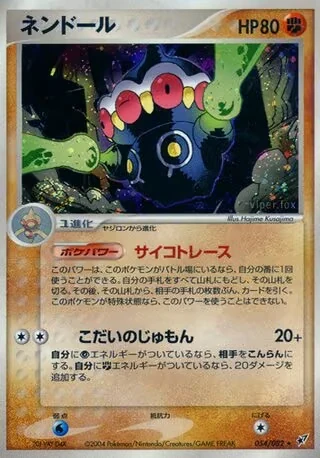 ネンドール HP80
viper.fox
Illus. Hajime Kusajima
1進化 ヤジロンから進化
ポケパワー サイコトレース
このパワーは、このポケモンがバトル場にいるなら、自分の番に1回
使うことができる。自分の手札をすべて山札にもどし、その山札を
切る。その後、その山札から、相手の手札の枚数ぶん、カードを引く。こ
のポケモンが特殊状態なら、このパワーを使うことはできない。
こだいのじゅもん 20+
自分にエネルギーがついているなら、相手をこんらんに
する。自分にエネルギーがついているなら、20ダメージを
追加する。
弱点 抵抗力 にげる
©2004 Pokémon/Nintendo/Creatures/GAME FREAK. 054/082 ★